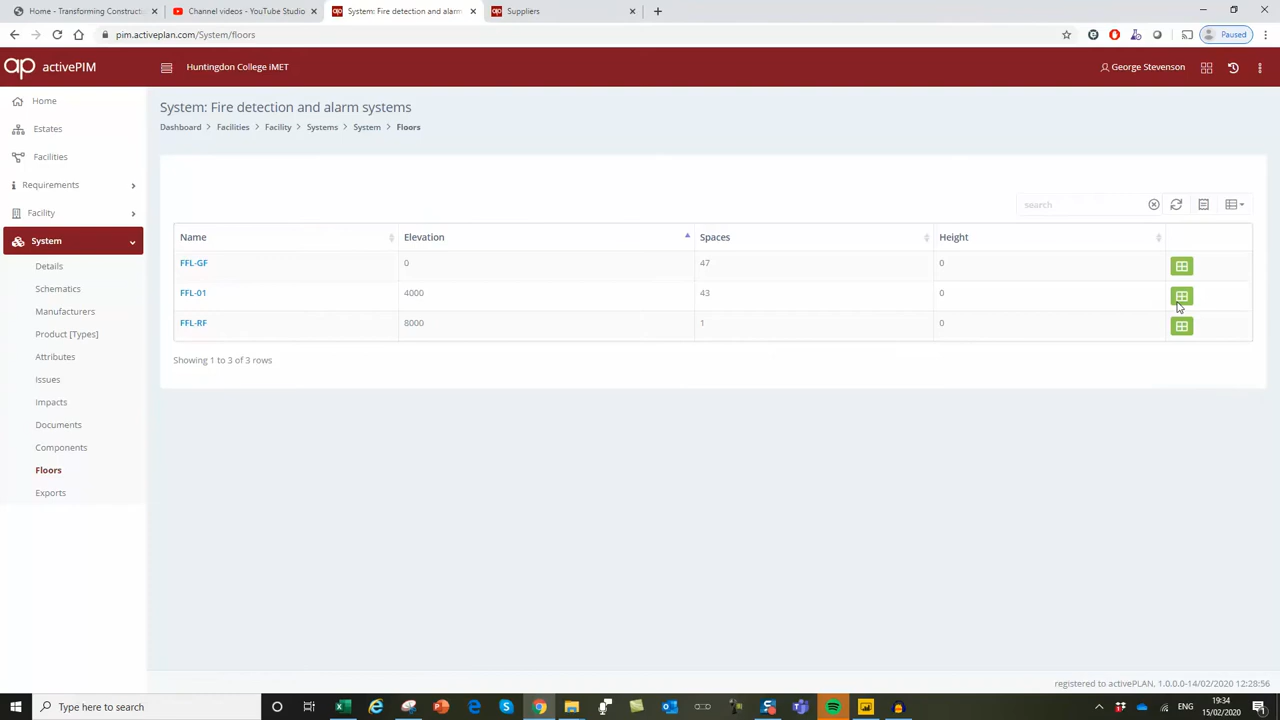 Home - Transforming Constructi
Channel videos - YouTube Studio
System: Fire detection and alarm
Suppliers
pim.activeplan.com/System/floors
Paused
activePIM
Huntingdon College iMET
George Stevenson
Home
Estates
Facilities
Requirements
Facility
System
Details
Schematics
Manufacturers
Product [Types]
Attributes
Issues
Impacts
Documents
Components
Floors
Exports
System: Fire detection and alarm systems
Dashboard > Facilities > Facility > Systems > System > Floors
search
Name Elevation Spaces Height
FFL-GF 0 47 0
FFL-01 4000 43 0
FFL-RF 8000 1 0
Showing 1 to 3 of 3 rows
registered to activePLAN, 1.0.0.0-14/02/2020 12:28:56
Type here to search
ENG
19:34
15/02/2020